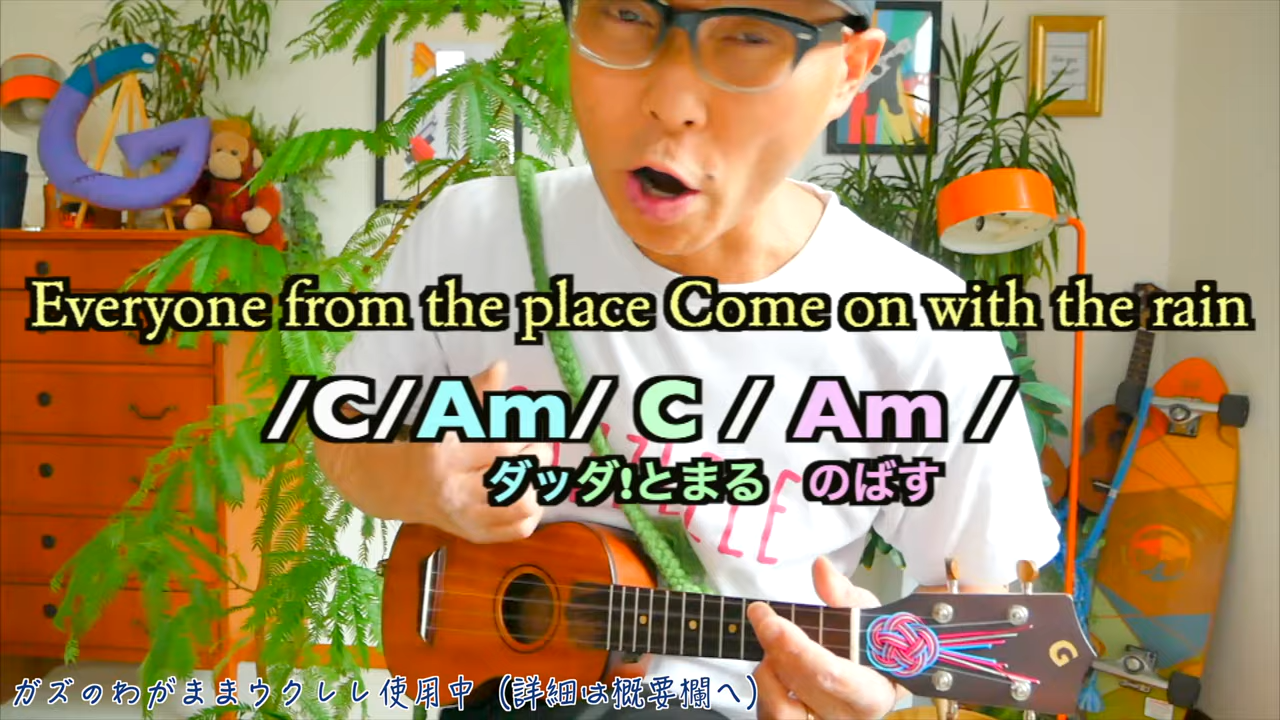 Everyone from the place Come on with the rain
/C/Am/ C / Am /
ダッダ!とまる のばす
G
ガズのわがままウクレレ使用中 (詳細は概要欄へ)